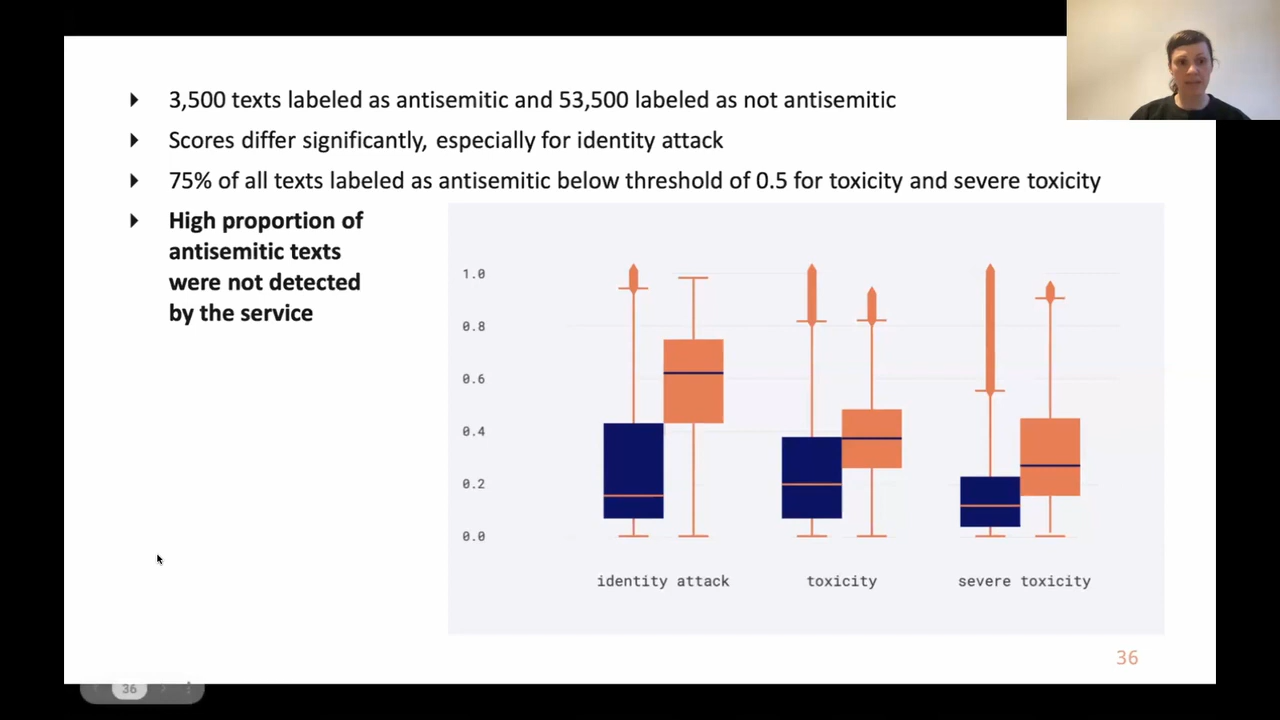 3,500 texts labeled as antisemitic and 53,500 labeled as not antisemitic
Scores differ significantly, especially for identity attack
75% of all texts labeled as antisemitic below threshold of 0.5 for toxicity and severe toxicity
High proportion of
antisemitic texts
were not detected
by the service
1.0
0.8
0.6
0.4
0.2
0.0
identity attack toxicity severe toxicity
36
36